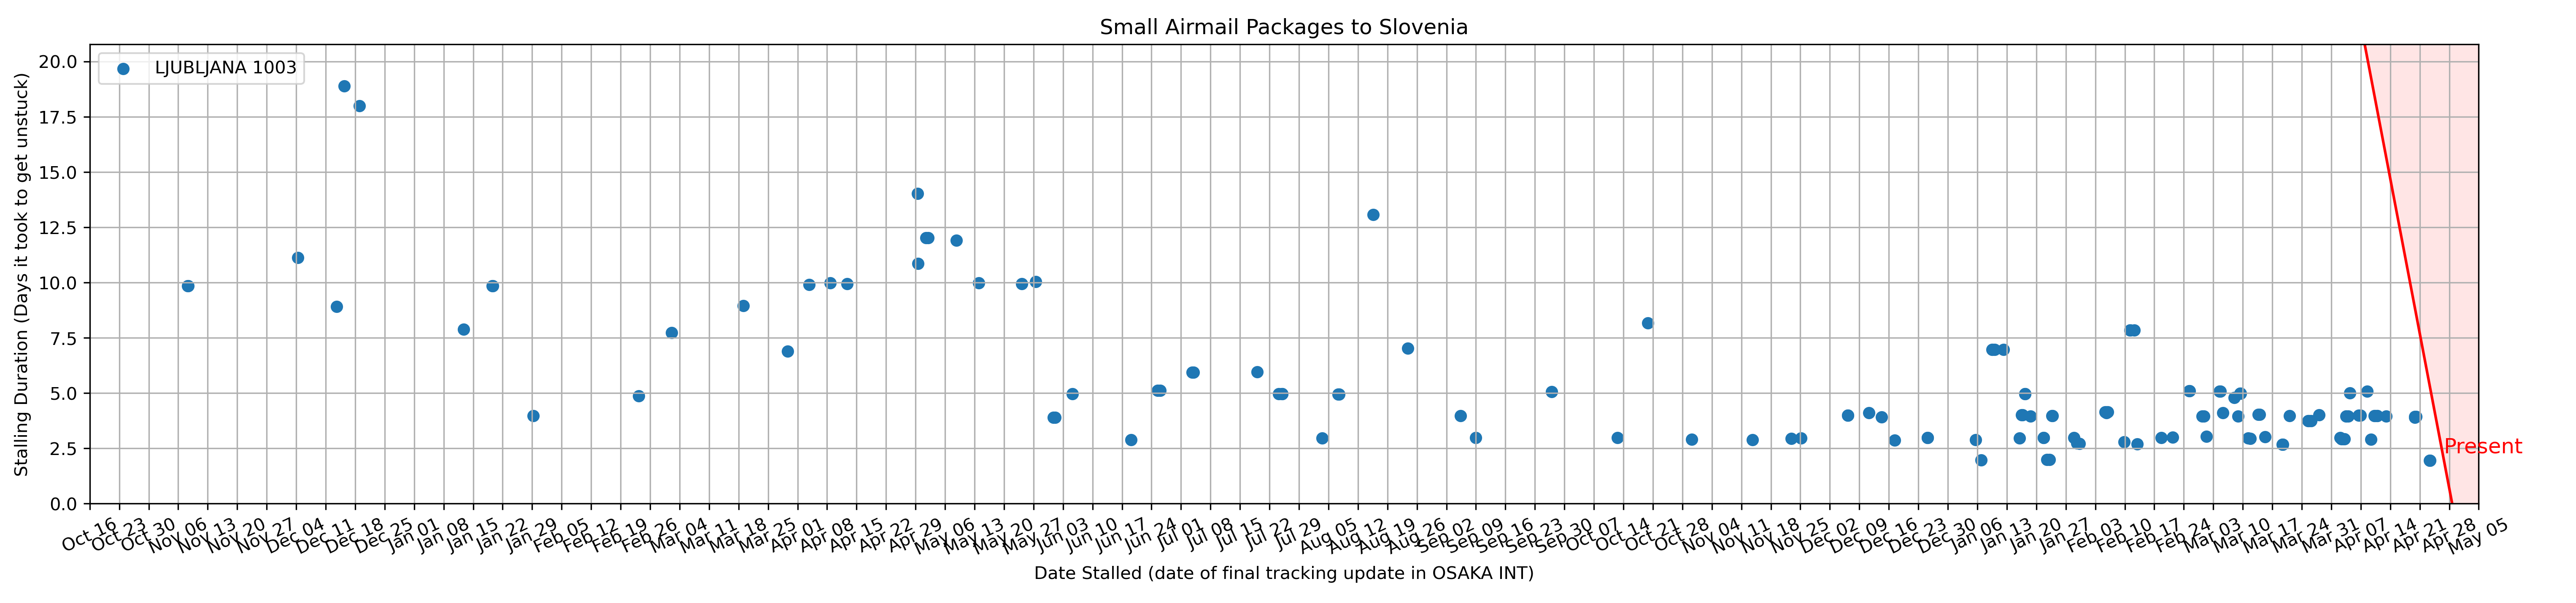 Small Airmail Packages to Slovenia
LJUBLJANA 1003
Stalling Duration (Days it took to get unstuck)
20.0
17.5
15.0
12.5
10.0
7.5
5.0
2.5
0.0
Present
Oct 16 Oct 23 Oct 30 Nov 06 Nov 13 Nov 20 Nov 27 Dec 04 Dec 11 Dec 18 Dec 25 Jan 01 Jan 08 Jan 15 Jan 22 Jan 29 Feb 05 Feb 12 Feb 19 Feb 26 Mar 04 Mar 11 Mar 18 Mar 25 Apr 01 Apr 08 Apr 15 Apr 22 Apr 29 May 06 May 13 May 20 May 27 Jun 03 Jun 10 Jun 17 Jun 24 Jul 01 Jul 08 Jul 15 Jul 22 Jul 29 Aug 05 Aug 12 Aug 19 Aug 26 Sep 02 Sep 09 Sep 16 Sep 23 Sep 30 Oct 07 Oct 14 Oct 21 Oct 28 Nov 04 Nov 11 Nov 18 Nov 25 Dec 02 Dec 09 Dec 16 Dec 23 Dec 30 Jan 06 Jan 13 Jan 20 Jan 27 Feb 03 Feb 10 Feb 17 Feb 24 Mar 03 Mar 10 Mar 17 Mar 24 Mar 31 Apr 07 Apr 14 Apr 21 Apr 28 May 05
Date Stalled (date of final tracking update in OSAKA INT)